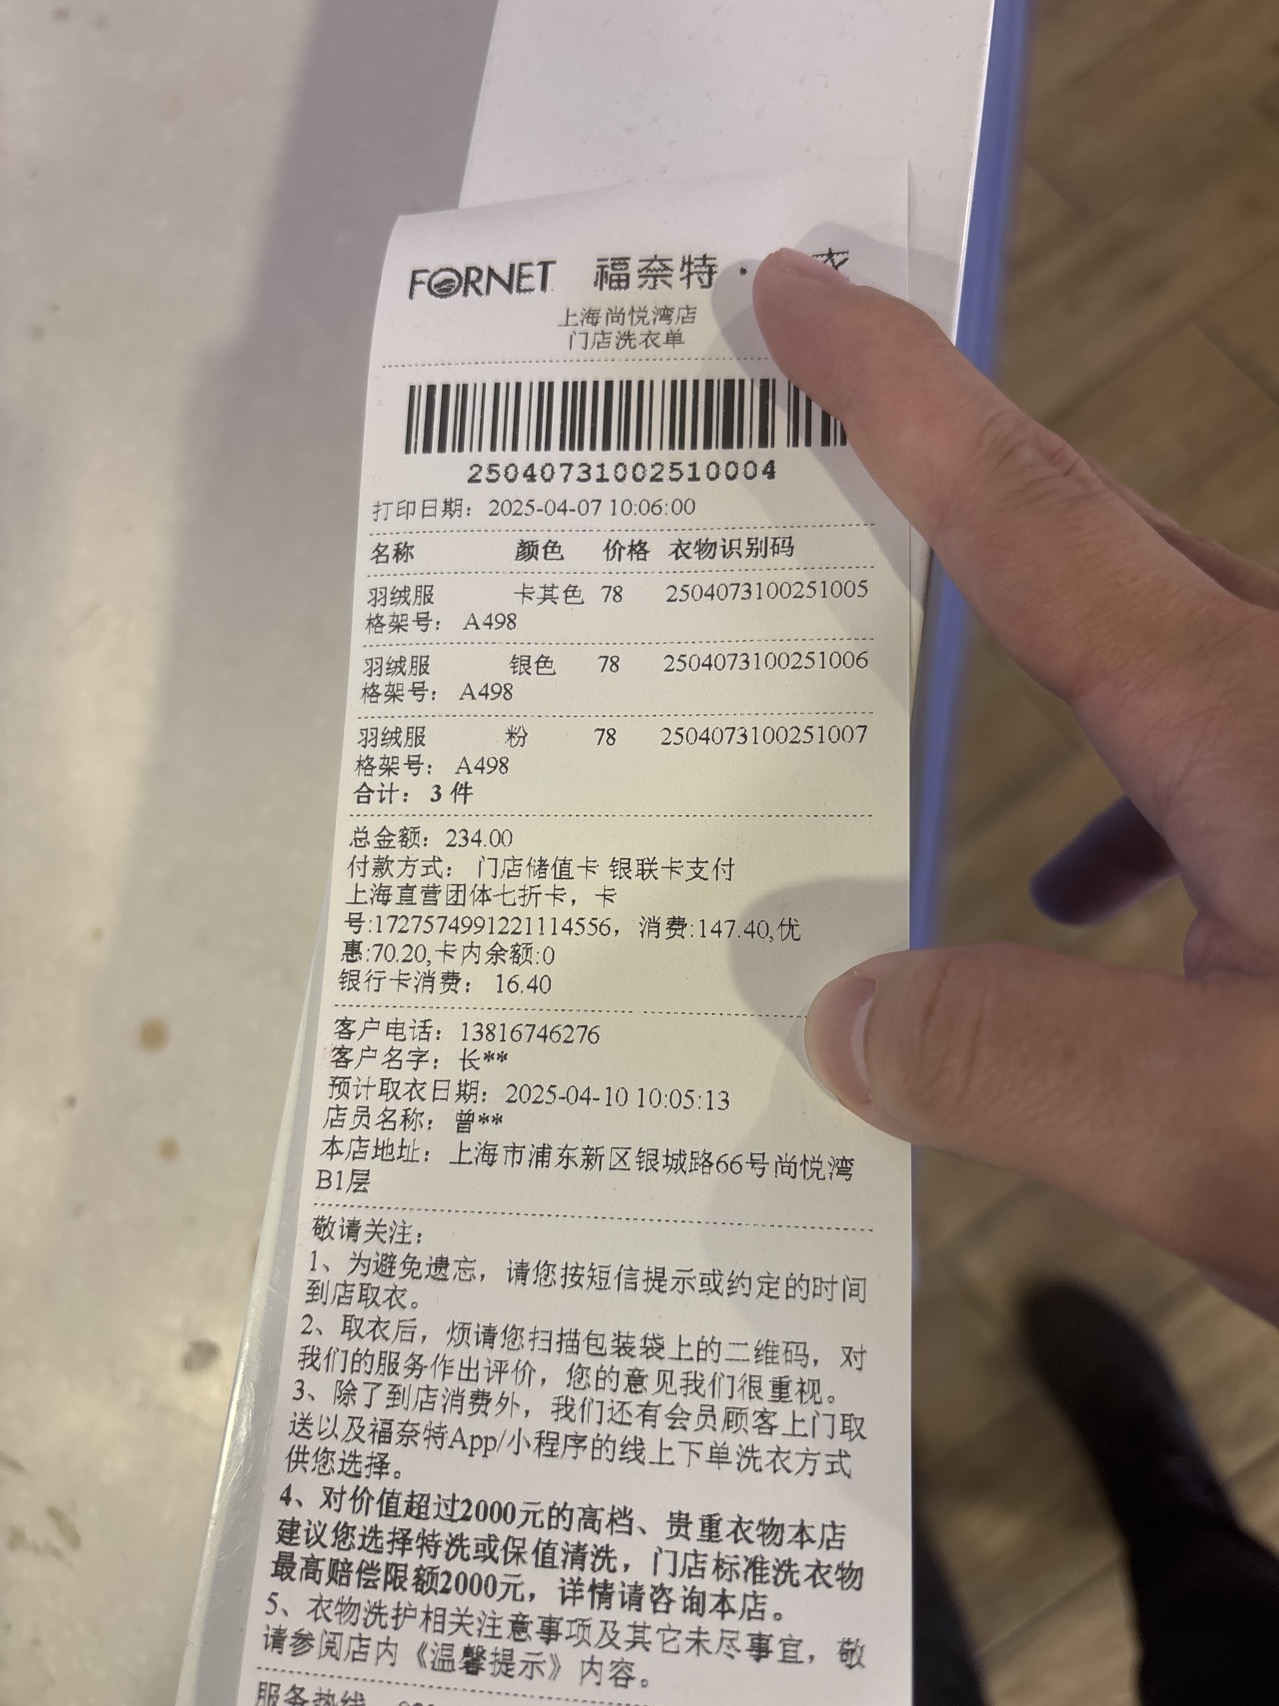 FORNET 福奈特·
上海尚悦湾店
门店洗衣单
25040731002510004
打印日期：2025-04-07 10:06:00
名称 颜色 价格 衣物识别码
羽绒服 卡其色 78 2504073100251005
格架号： A498
羽绒服 银色 78 2504073100251006
格架号： A498
羽绒服 粉 78 2504073100251007
格架号： A498
合计： 3 件
总金额：234.00
付款方式： 门店储值卡 银联卡支付
上海直营团体七折卡，卡
号:1727574991221114556，消费:147.40,优
惠:70.20,卡内余额:0
银行卡消费： 16.40
客户电话：13816746276
客户名字：长**
预计取衣日期：2025-04-10 10:05:13
店员名称：曾**
本店地址：上海市浦东新区银城路66号尚悦湾
B1层
敬请关注：
1、为避免遗忘，请您按短信提示或约定的时间
到店取衣。
2、取衣后，烦请您扫描包装袋上的二维码，对
我们的服务作出评价，您的意见我们很重视。
3、除了到店消费外，我们还有会员顾客上门取
送以及福奈特App/小程序的线上下单洗衣方式
供您选择。
4、对价值超过2000元的高档、贵重衣物本店
建议您选择特洗或保值清洗，门店标准洗衣物
最高赔偿限额2000元，详情请咨询本店。
5、衣物洗护相关注意事项及其它未尽事宜，敬
请参阅店内《温馨提示》内容。
服务热线